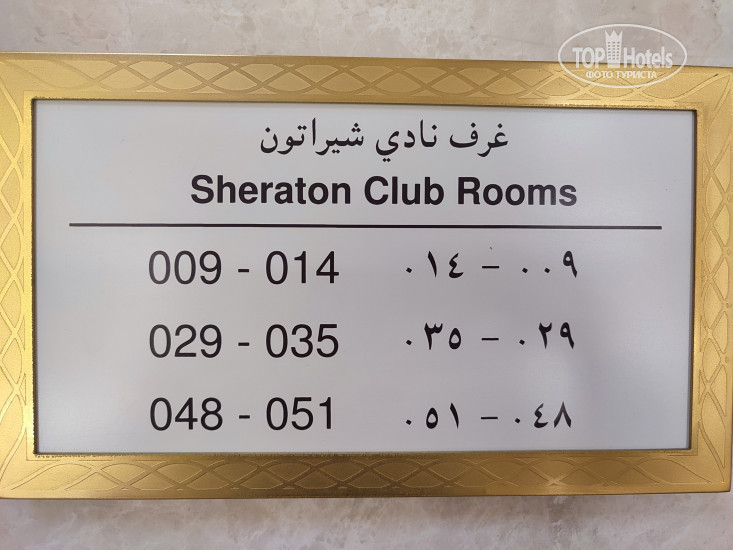 TOP Hotels
ФОТО ТУРИСТА
غرف نادي شيراتون
Sheraton Club Rooms
009 - 014 ٠٠٩ – ٠١٤
029 - 035 ٠٢٩ – ٠٣٥
048 - 051 ٠٤٨ – ٠٥١